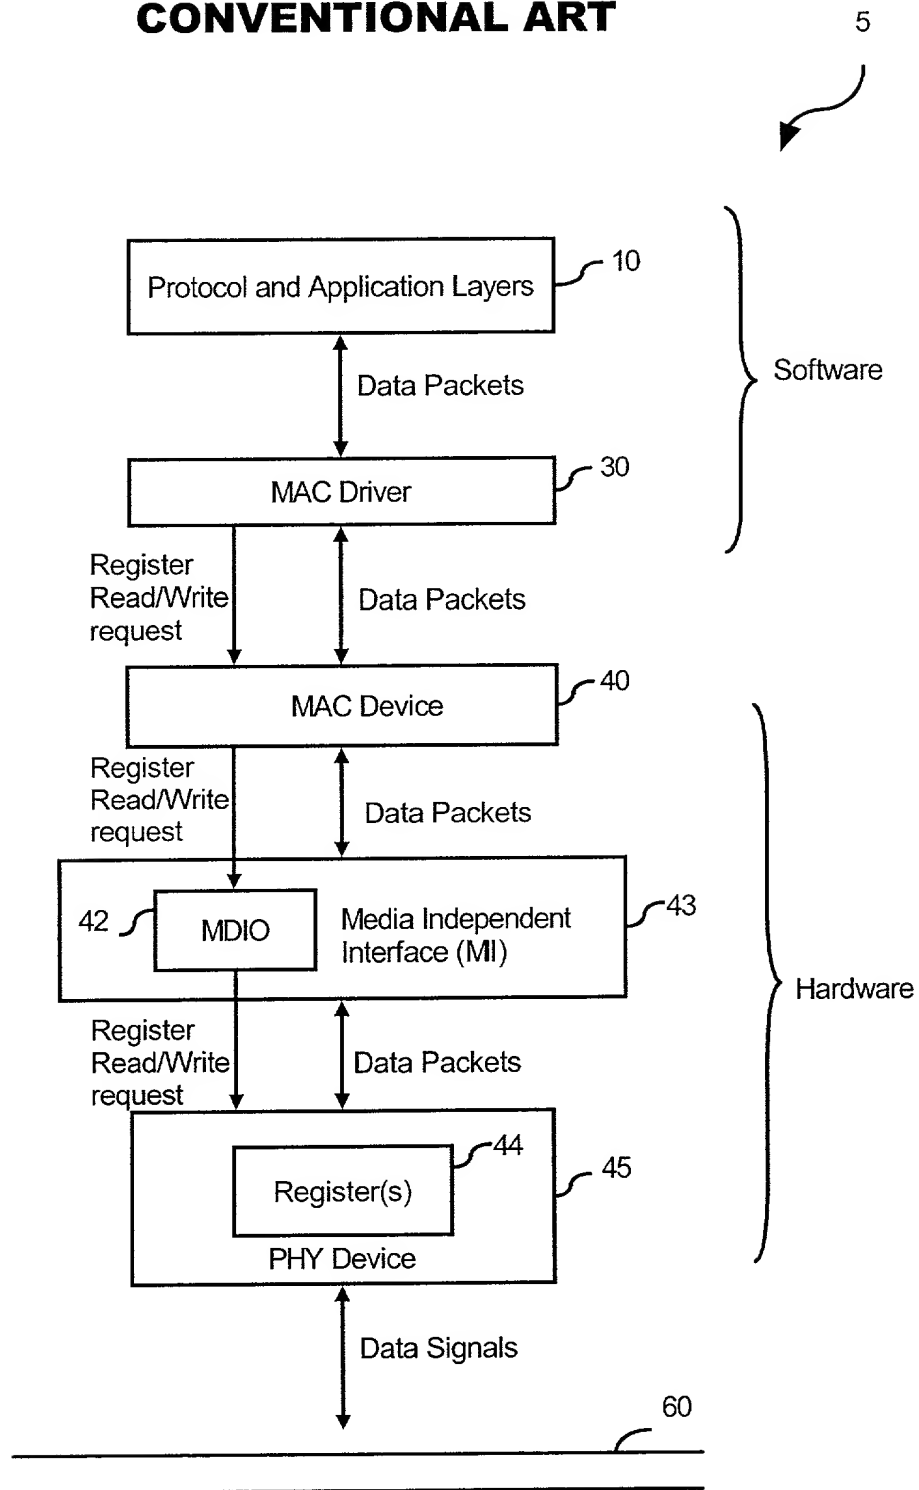 CONVENTIONAL ART
5
Protocol and Application Layers
10
Data Packets
Software
MAC Driver
30
Register
Read/Write
request
Data Packets
MAC Device
40
Register
Read/Write
request
Data Packets
42
MDIO
Media Independent
Interface (MI)
43
Hardware
Register
Read/Write
request
Data Packets
44
Register(s)
45
PHY Device
Data Signals
60